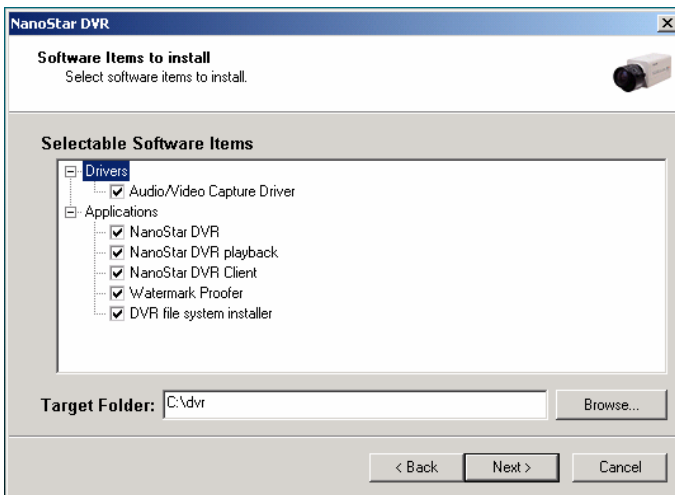 NanoStar DVR
Software Items to install
Select software items to install.
Selectable Software Items
Drivers
Audio/Video Capture Driver
Applications
NanoStar DVR
NanoStar DVR playback
NanoStar DVR Client
Watermark Proofer
DVR file system installer
Target Folder: C:\dvr Browse...
< Back Next > Cancel